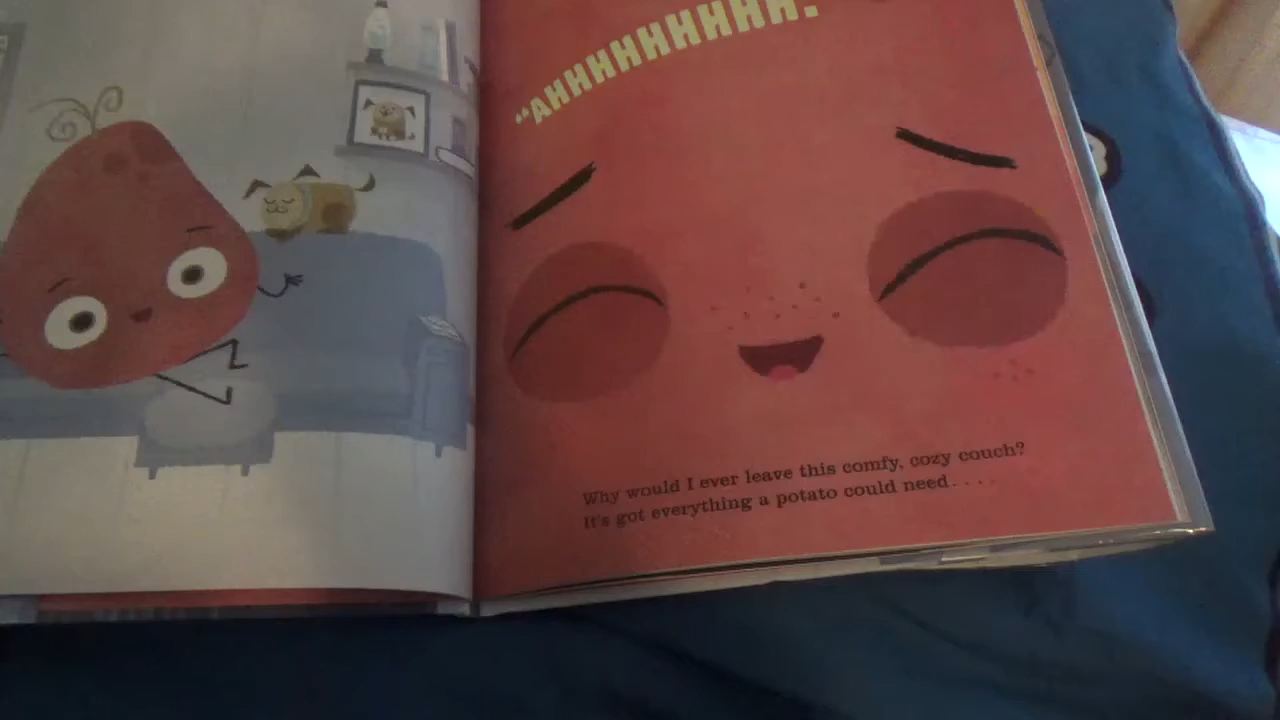 "AHHHHHHHHH.
Why would I ever leave this comfy, cozy couch?
It's got everything a potato could need. . . .